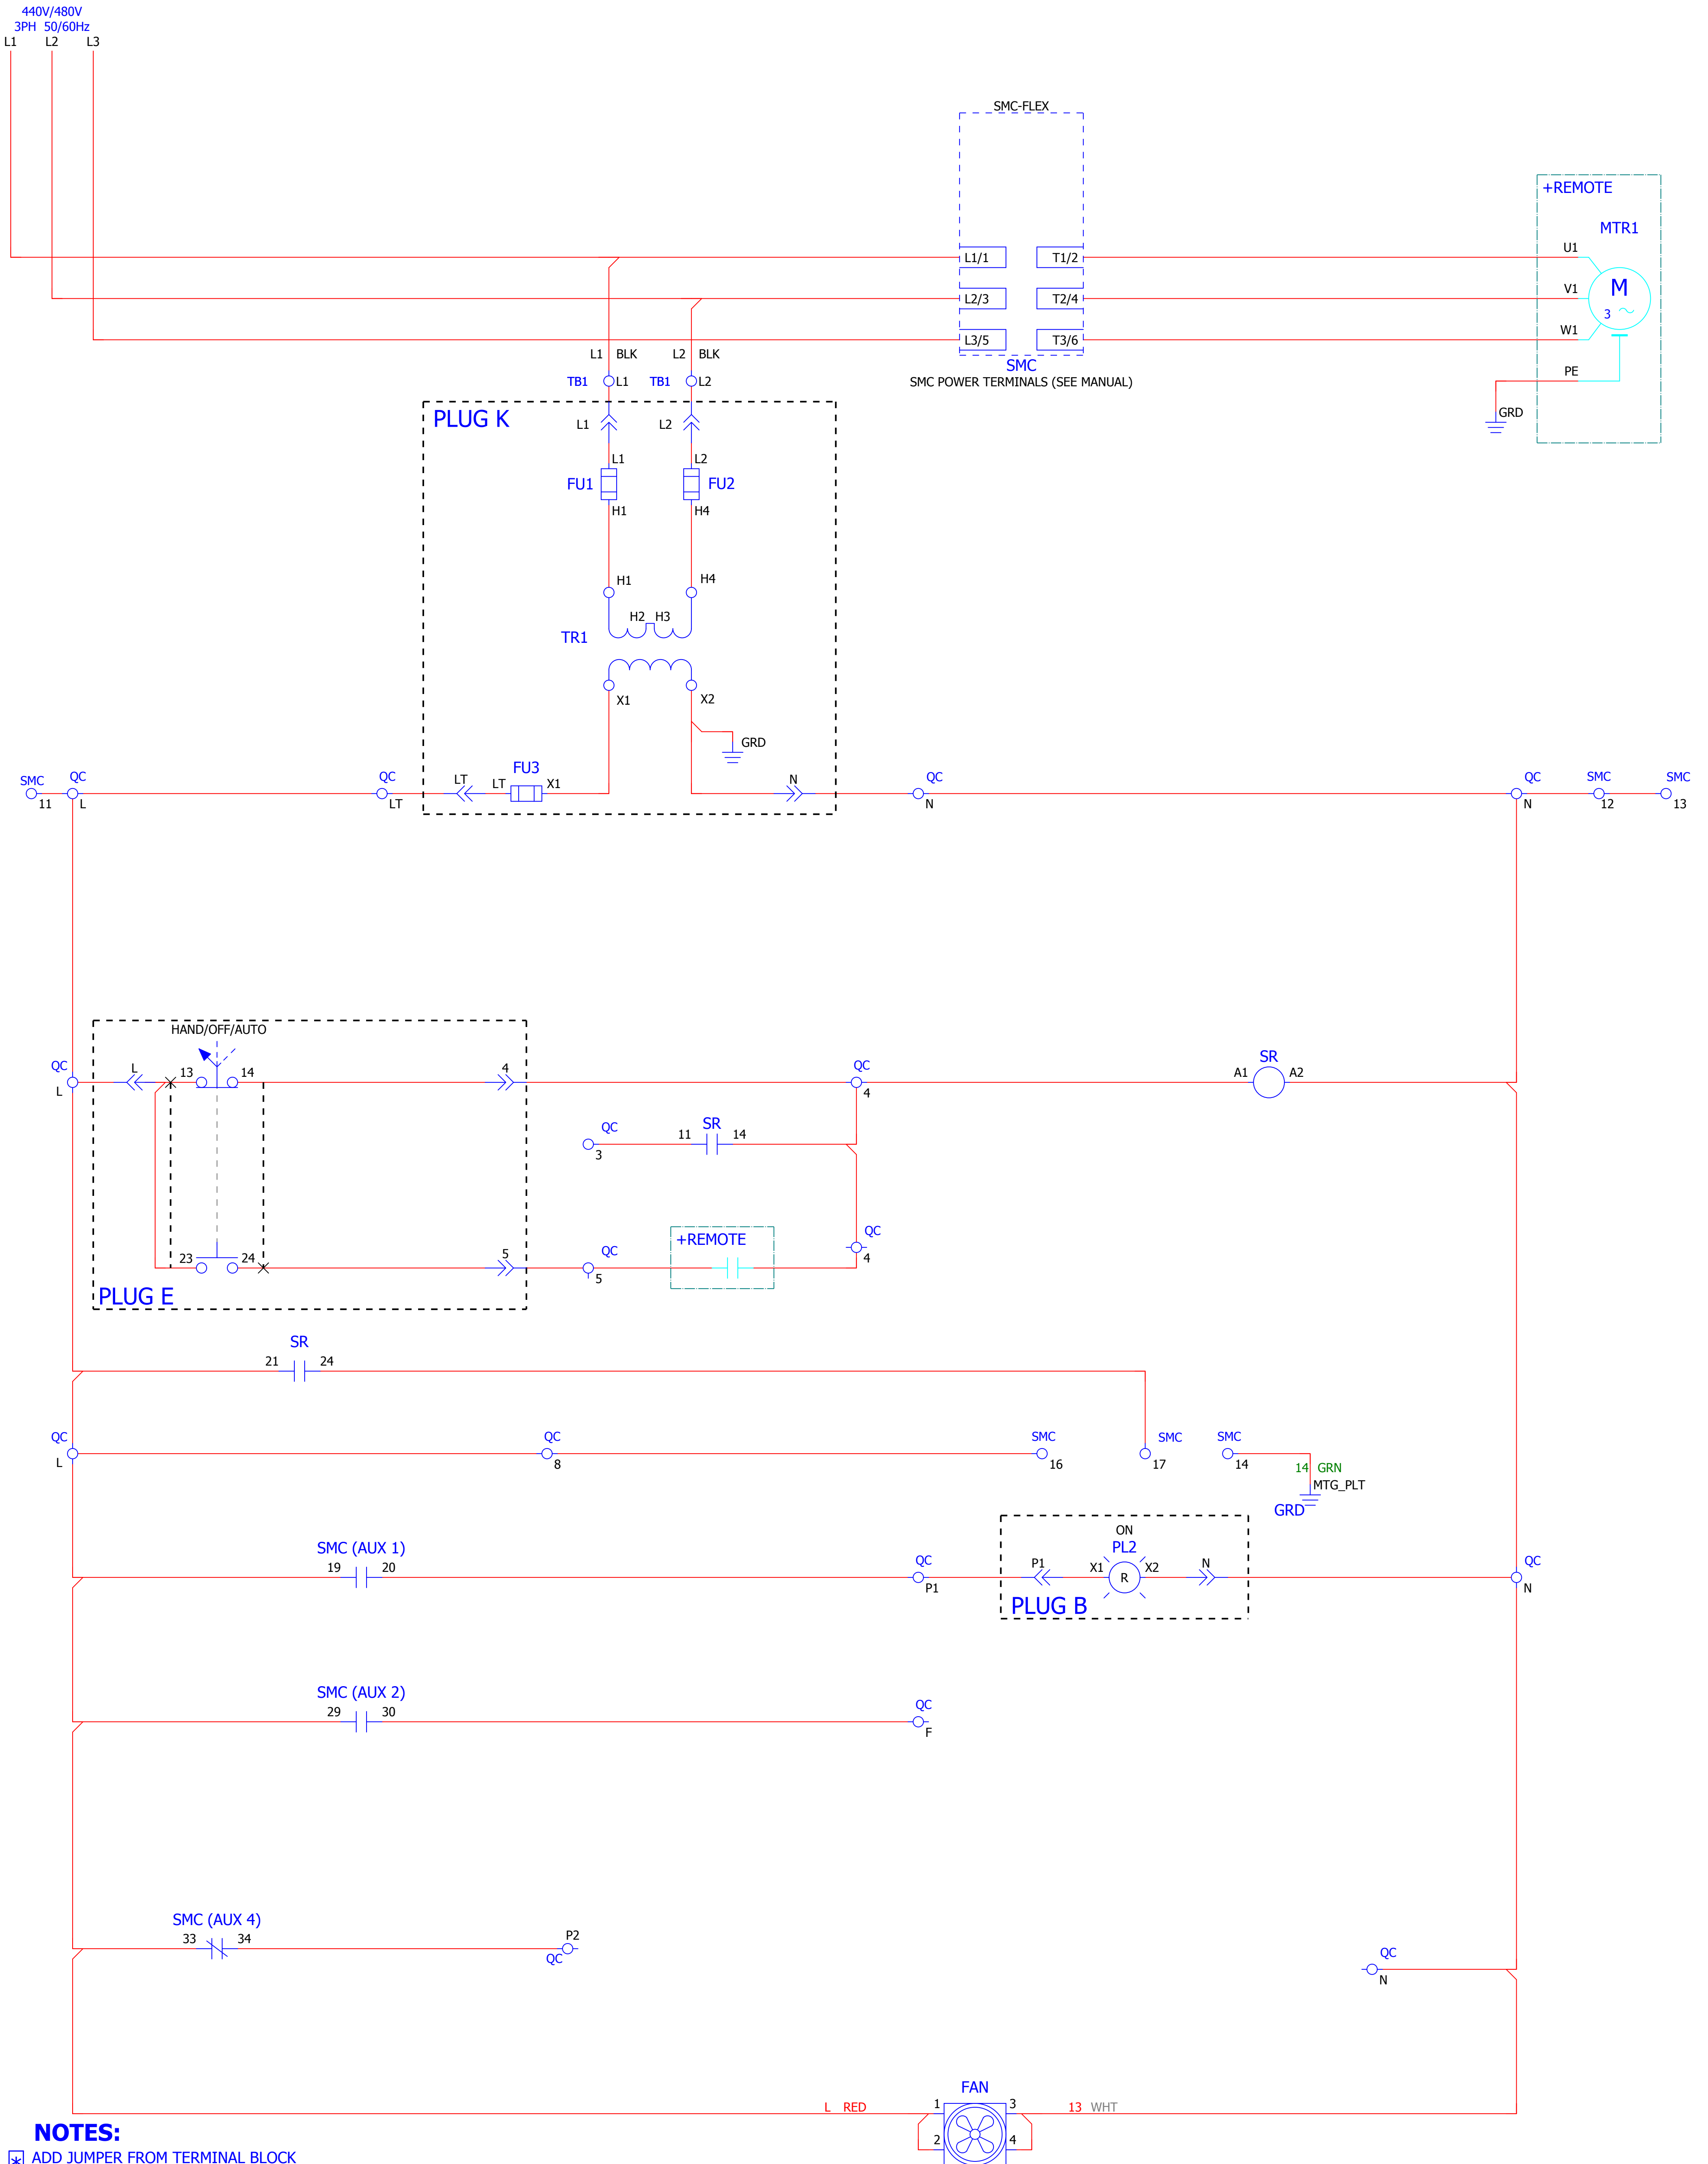 440V/480V
3PH 50/60Hz
L1 L2 L3
SMC-FLEX
+REMOTE
MTR1
U1
L1/1 T1/2
M
3
V1
L2/3 T2/4
W1
L3/5 T3/6
L1 BLK L2 BLK
SMC
SMC POWER TERMINALS (SEE MANUAL)
PE
TB1 L1 TB1 L2
GRD
PLUG K
L1 L2
L1 L2
FU1 FU2
H1 H4
H1 H4
H2 H3
TR1
X1 X2
GRD
FU3
SMC QC QC LT LT X1 N QC QC SMC SMC
11 L LT N N 12 13
HAND/OFF/AUTO
QC L 13 14 4 QC SR
A1 A2
L 4
QC 11 SR 14
3
QC
+REMOTE
23 24 5 QC 4
5
PLUG E
SR
21 24
QC QC SMC SMC SMC
L 8 16 17 14
14 GRN
MTG_PLT
GRD
ON
SMC (AUX 1) PL2
19 20 QC P1 X1 R X2 N QC
P1 N
PLUG B
SMC (AUX 2)
29 30 QC
F
SMC (AUX 4)
33 34 P2
QC QC
N
FAN
L RED 1 3 13 WHT
2 4
NOTES:
* ADD JUMPER FROM TERMINAL BLOCK